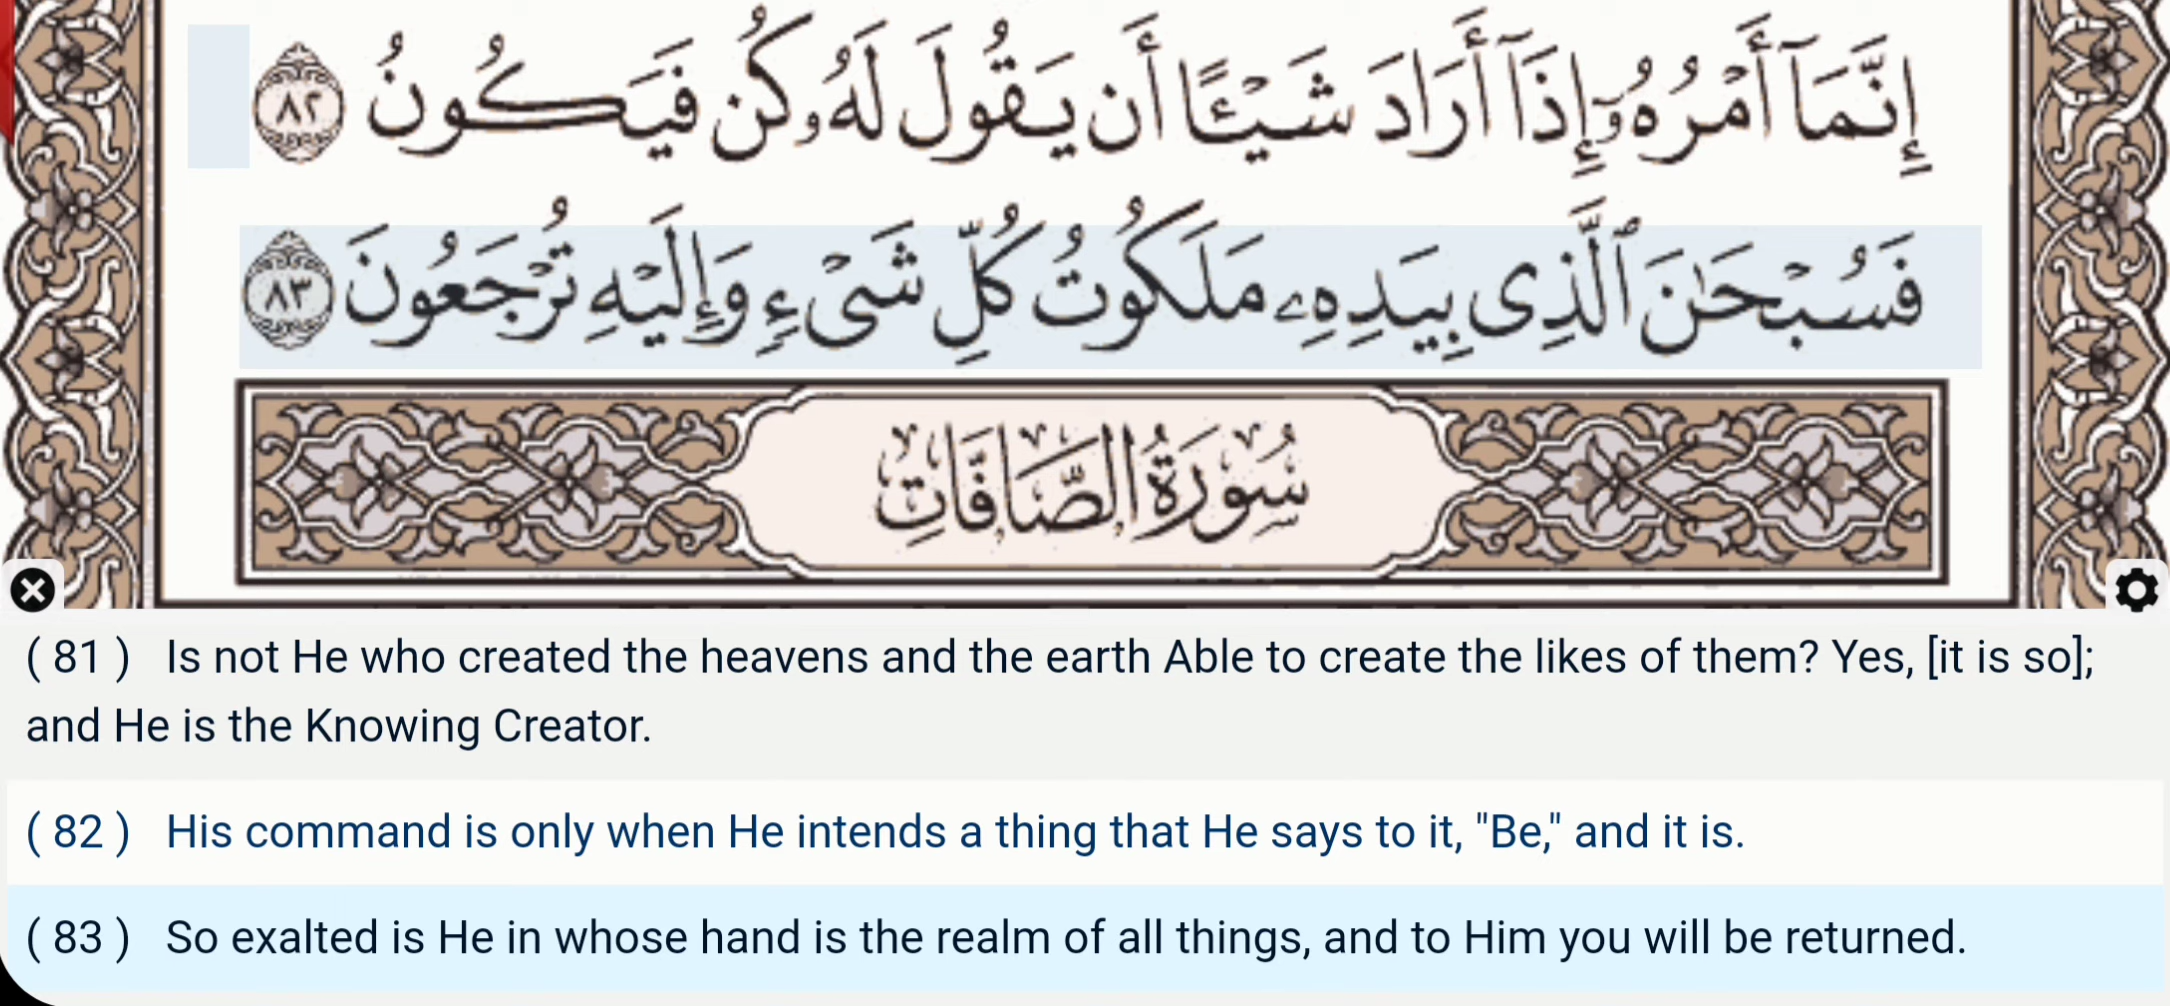 إِنَّمَآ أَمْرُهُۥٓ إِذَآ أَرَادَ شَيْـًٔا أَن يَقُولَ لَهُۥ كُن فَيَكُونُ ٨٢
فَسُبْحَٰنَ ٱلَّذِى بِيَدِهِۦ مَلَكُوتُ كُلِّ شَىْءٍ وَإِلَيْهِ تُرْجَعُونَ ٨٣
سُورَةُ الصَّافَّاتِ
( 81 ) Is not He who created the heavens and the earth Able to create the likes of them? Yes, [it is so];
and He is the Knowing Creator.
( 82 ) His command is only when He intends a thing that He says to it, "Be," and it is.
( 83 ) So exalted is He in whose hand is the realm of all things, and to Him you will be returned.